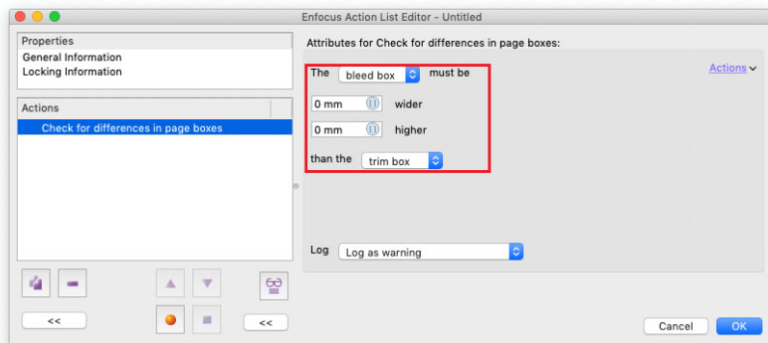 Enfocus Action List Editor - Untitled
Properties
General Information
Locking Information
Actions
Check for differences in page boxes
<<
<<
Attributes for Check for differences in page boxes:
The bleed box must be
0 mm wider
0 mm higher
than the trim box
Actions
Log Log as warning
Cancel OK